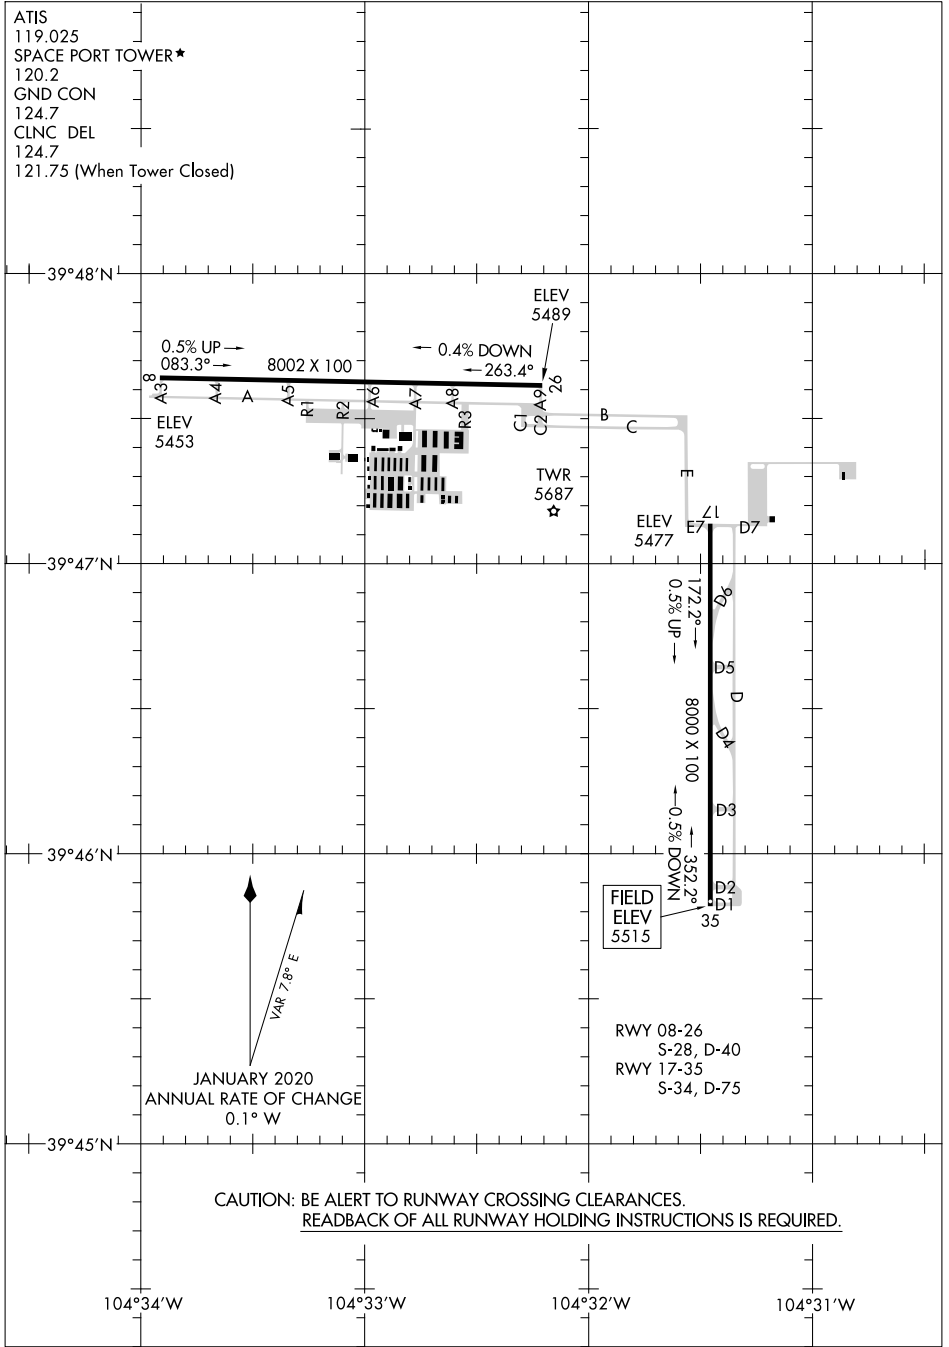 ATIS
119.025
SPACE PORT TOWER★
120.2
GND CON
124.7
CLNC DEL
124.7
121.75 (When Tower Closed)
39°48'N
ELEV
5489
0.5% UP →
← 0.4% DOWN
083.3° →
8002 X 100
← 263.4°
8
26
A3
A4
A
A5
A6
A7
A8
A9
R1
R2
R3
C1
C2
B
C
ELEV
5453
E
TWR
5687
ELEV
5477
E7
17
D7
39°47'N
172.2° →
0.5% UP →
D6
D5
D
8000 X 100
D4
D3
← 0.5% DOWN
← 352.2°
39°46'N
D2
D1
35
FIELD
ELEV
5515
VAR 7.8° E
JANUARY 2020
ANNUAL RATE OF CHANGE
0.1° W
RWY 08-26
S-28, D-40
RWY 17-35
S-34, D-75
39°45'N
CAUTION: BE ALERT TO RUNWAY CROSSING CLEARANCES.
READBACK OF ALL RUNWAY HOLDING INSTRUCTIONS IS REQUIRED.
104°34'W
104°33'W
104°32'W
104°31'W